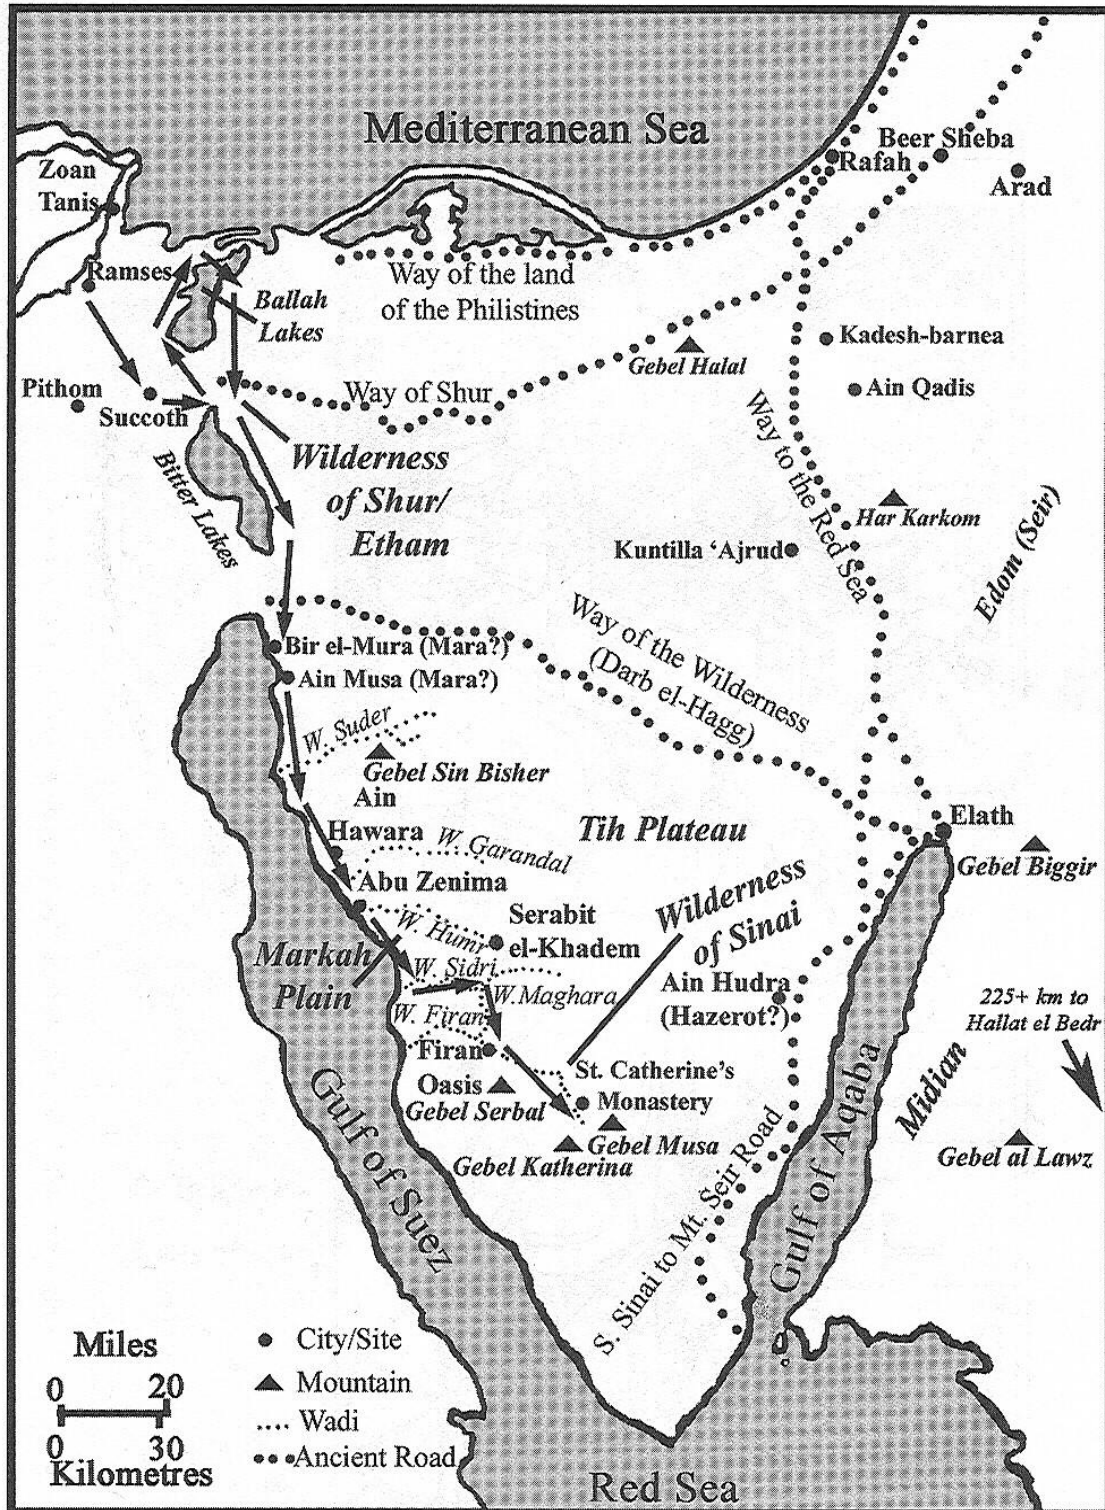 Mediterranean Sea
Zoan
Tanis
Ramses
Ballah
Lakes
Way of the land
of the Philistines
Beer Sheba
Rafah
Arad
Kadesh-barnea
Gebel Halal
Ain Qadis
Way of Shur
Pithom
Succoth
Bitter Lakes
Wilderness
of Shur/
Etham
Way to the Red Sea
Har Karkom
Kuntilla ‘Ajrud
Edom (Seir)
Way of the Wilderness
(Darb el-Hagg)
Bir el-Mura (Mara?)
Ain Musa (Mara?)
W. Suder
Gebel Sin Bisher
Ain
Hawara
W. Garandal
Tih Plateau
Elath
Gebel Biggir
Abu Zenima
Wilderness
of Sinai
W. Humr
Serabit
el-Khadem
Markah
Plain
W. Sidri
W.Maghara
Ain Hudra
(Hazerot?)
225+ km to
Hallat el Bedr
W. Firan
Firan
Oasis
Gebel Serbal
St. Catherine's
Monastery
Gebel Musa
Gebel Katherina
Midian
Gebel al Lawz
Gulf of Suez
S. Sinai to Mt. Seir Road
Gulf of Aqaba
Miles
0 20
0 30
Kilometres
City/Site
Mountain
Wadi
Ancient Road
Red Sea